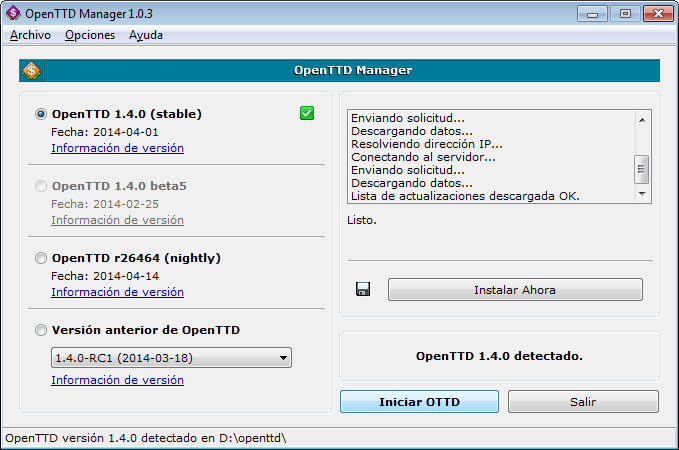 OpenTTD Manager 1.0.3
Archivo Opciones Ayuda
OpenTTD Manager
OpenTTD 1.4.0 (stable)
Fecha: 2014-04-01
Información de versión
OpenTTD 1.4.0 beta5
Fecha: 2014-02-25
Información de versión
OpenTTD r26464 (nightly)
Fecha: 2014-04-14
Información de versión
Versión anterior de OpenTTD
1.4.0-RC1 (2014-03-18)
Información de versión
Enviando solicitud...
Descargando datos...
Resolviendo dirección IP...
Conectando al servidor...
Enviando solicitud...
Descargando datos...
Lista de actualizaciones descargada OK.
Listo.
Instalar Ahora
OpenTTD 1.4.0 detectado.
Iniciar OTTD
Salir
OpenTTD versión 1.4.0 detectado en D:\openttd\